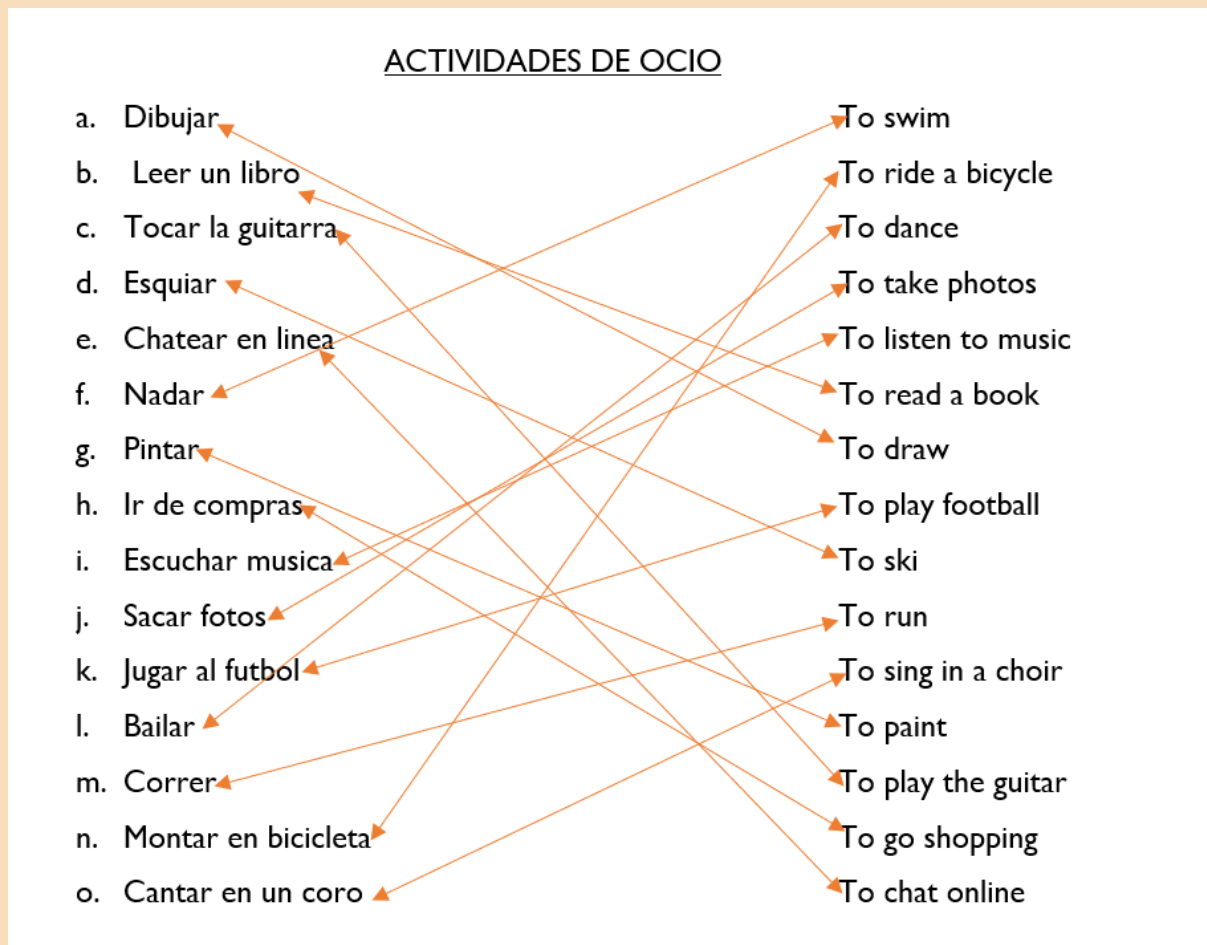 ACTIVIDADES DE OCIO
a. Dibujar To swim
b. Leer un libro To ride a bicycle
c. Tocar la guitarra To dance
d. Esquiar To take photos
e. Chatear en linea To listen to music
f. Nadar To read a book
g. Pintar To draw
h. Ir de compras To play football
i. Escuchar musica To ski
j. Sacar fotos To run
k. Jugar al futbol To sing in a choir
l. Bailar To paint
m. Correr To play the guitar
n. Montar en bicicleta To go shopping
o. Cantar en un coro To chat online